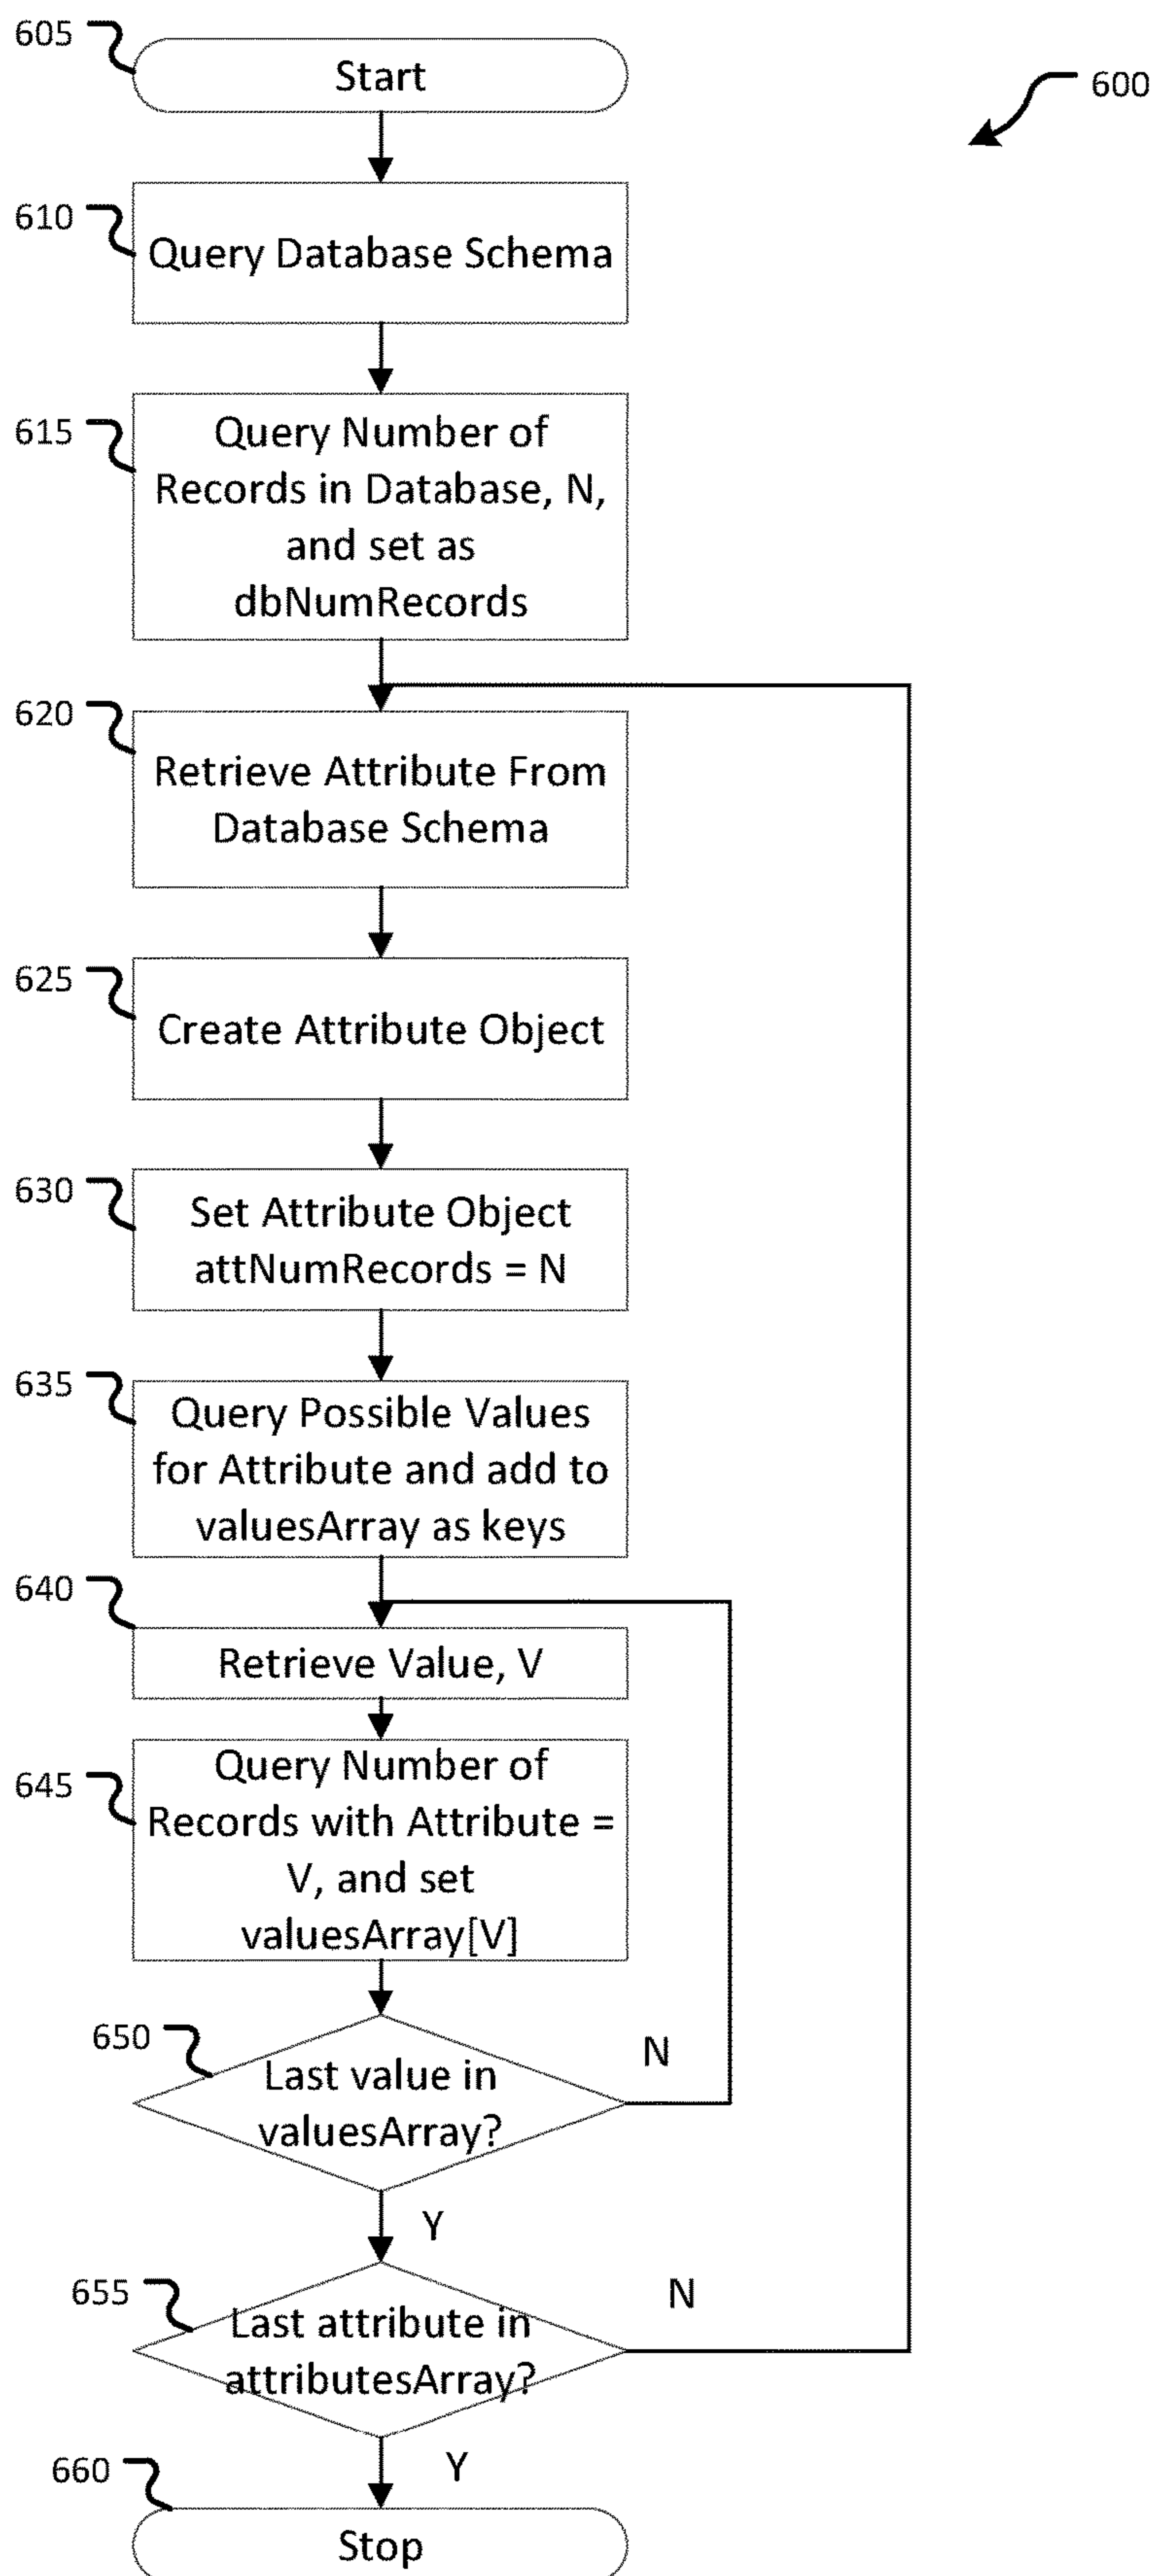 605
Start
600
610
Query Database Schema
615
Query Number of
Records in Database, N,
and set as
dbNumRecords
620
Retrieve Attribute From
Database Schema
625
Create Attribute Object
630
Set Attribute Object
attNumRecords = N
635
Query Possible Values
for Attribute and add to
valuesArray as keys
640
Retrieve Value, V
645
Query Number of
Records with Attribute =
V, and set
valuesArray[V]
650
Last value in
valuesArray?
N
Y
655
Last attribute in
attributesArray?
N
Y
660
Stop